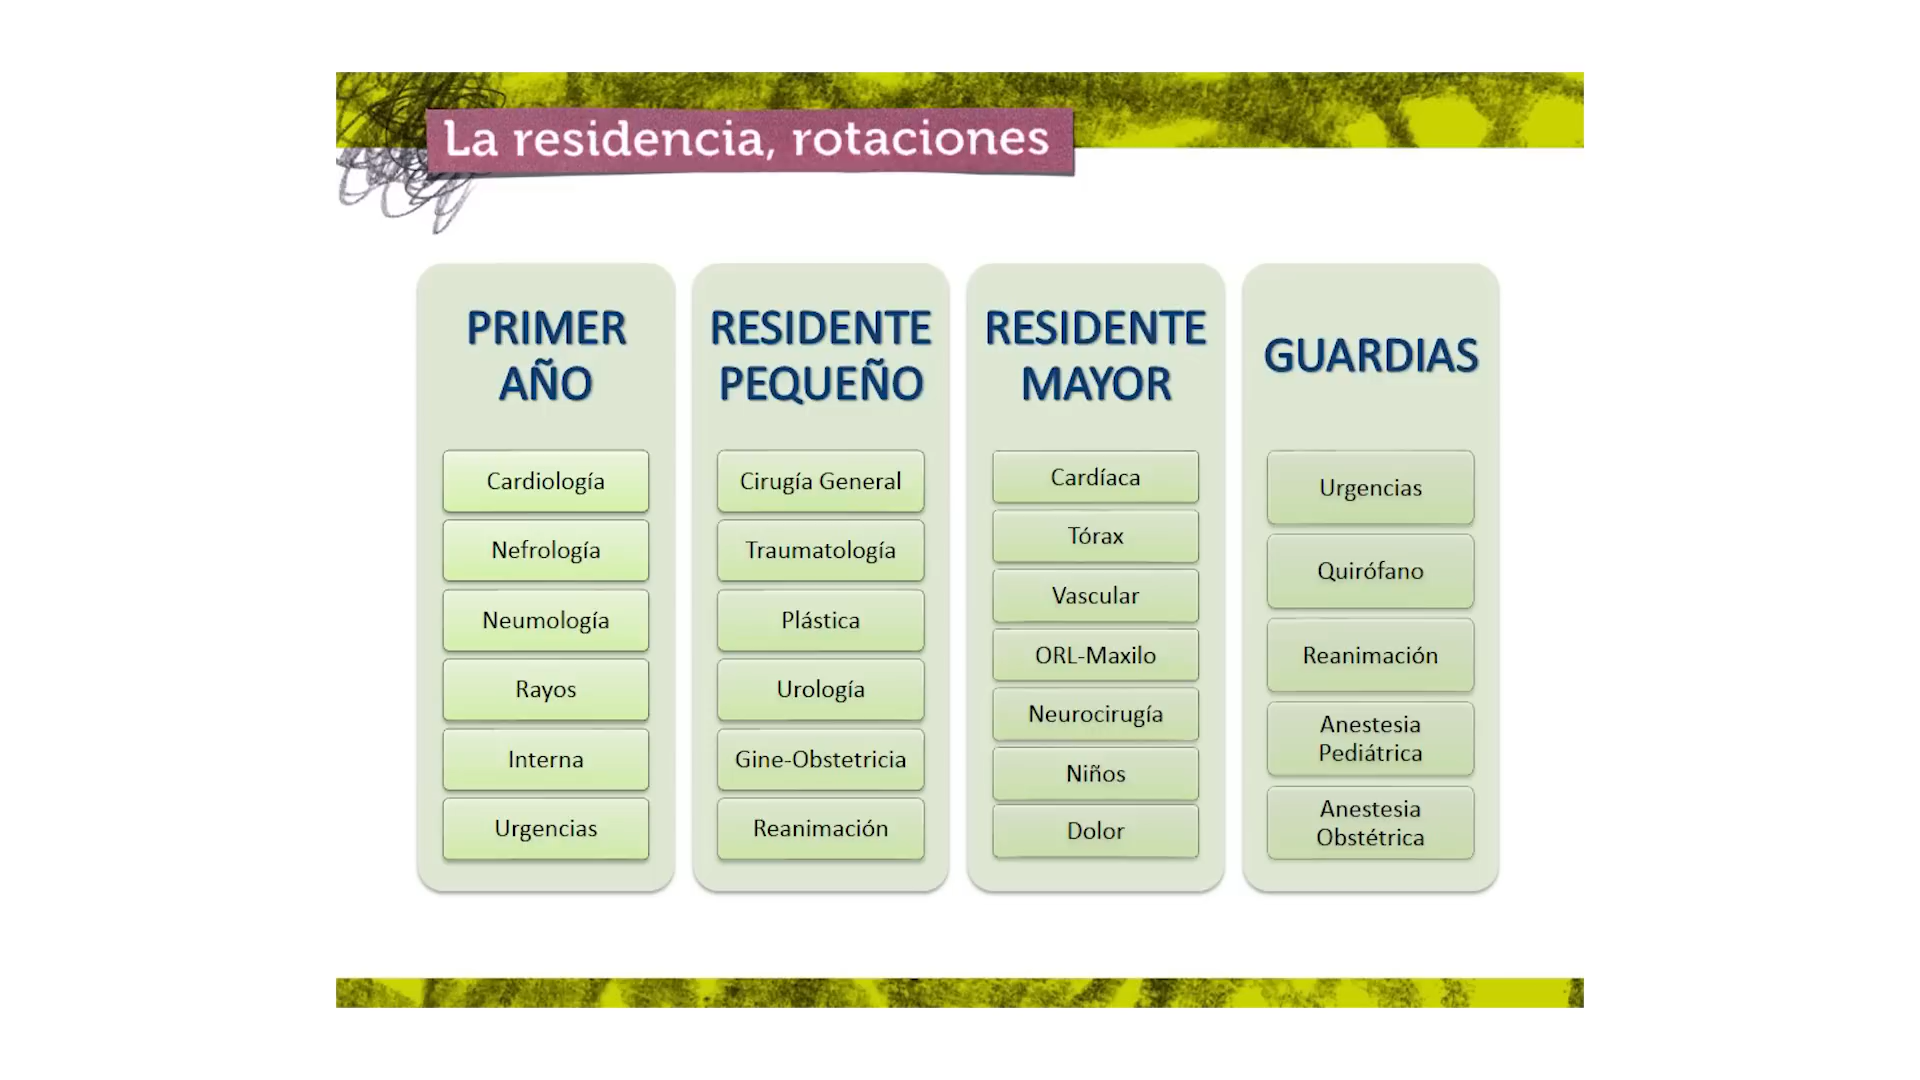 La residencia, rotaciones
PRIMER
AÑO
Cardiología
Nefrología
Neumología
Rayos
Interna
Urgencias
RESIDENTE
PEQUEÑO
Cirugía General
Traumatología
Plástica
Urología
Gine-Obstetricia
Reanimación
RESIDENTE
MAYOR
Cardíaca
Tórax
Vascular
ORL-Maxilo
Neurocirugía
Niños
Dolor
GUARDIAS
Urgencias
Quirófano
Reanimación
Anestesia
Pediátrica
Anestesia
Obstétrica